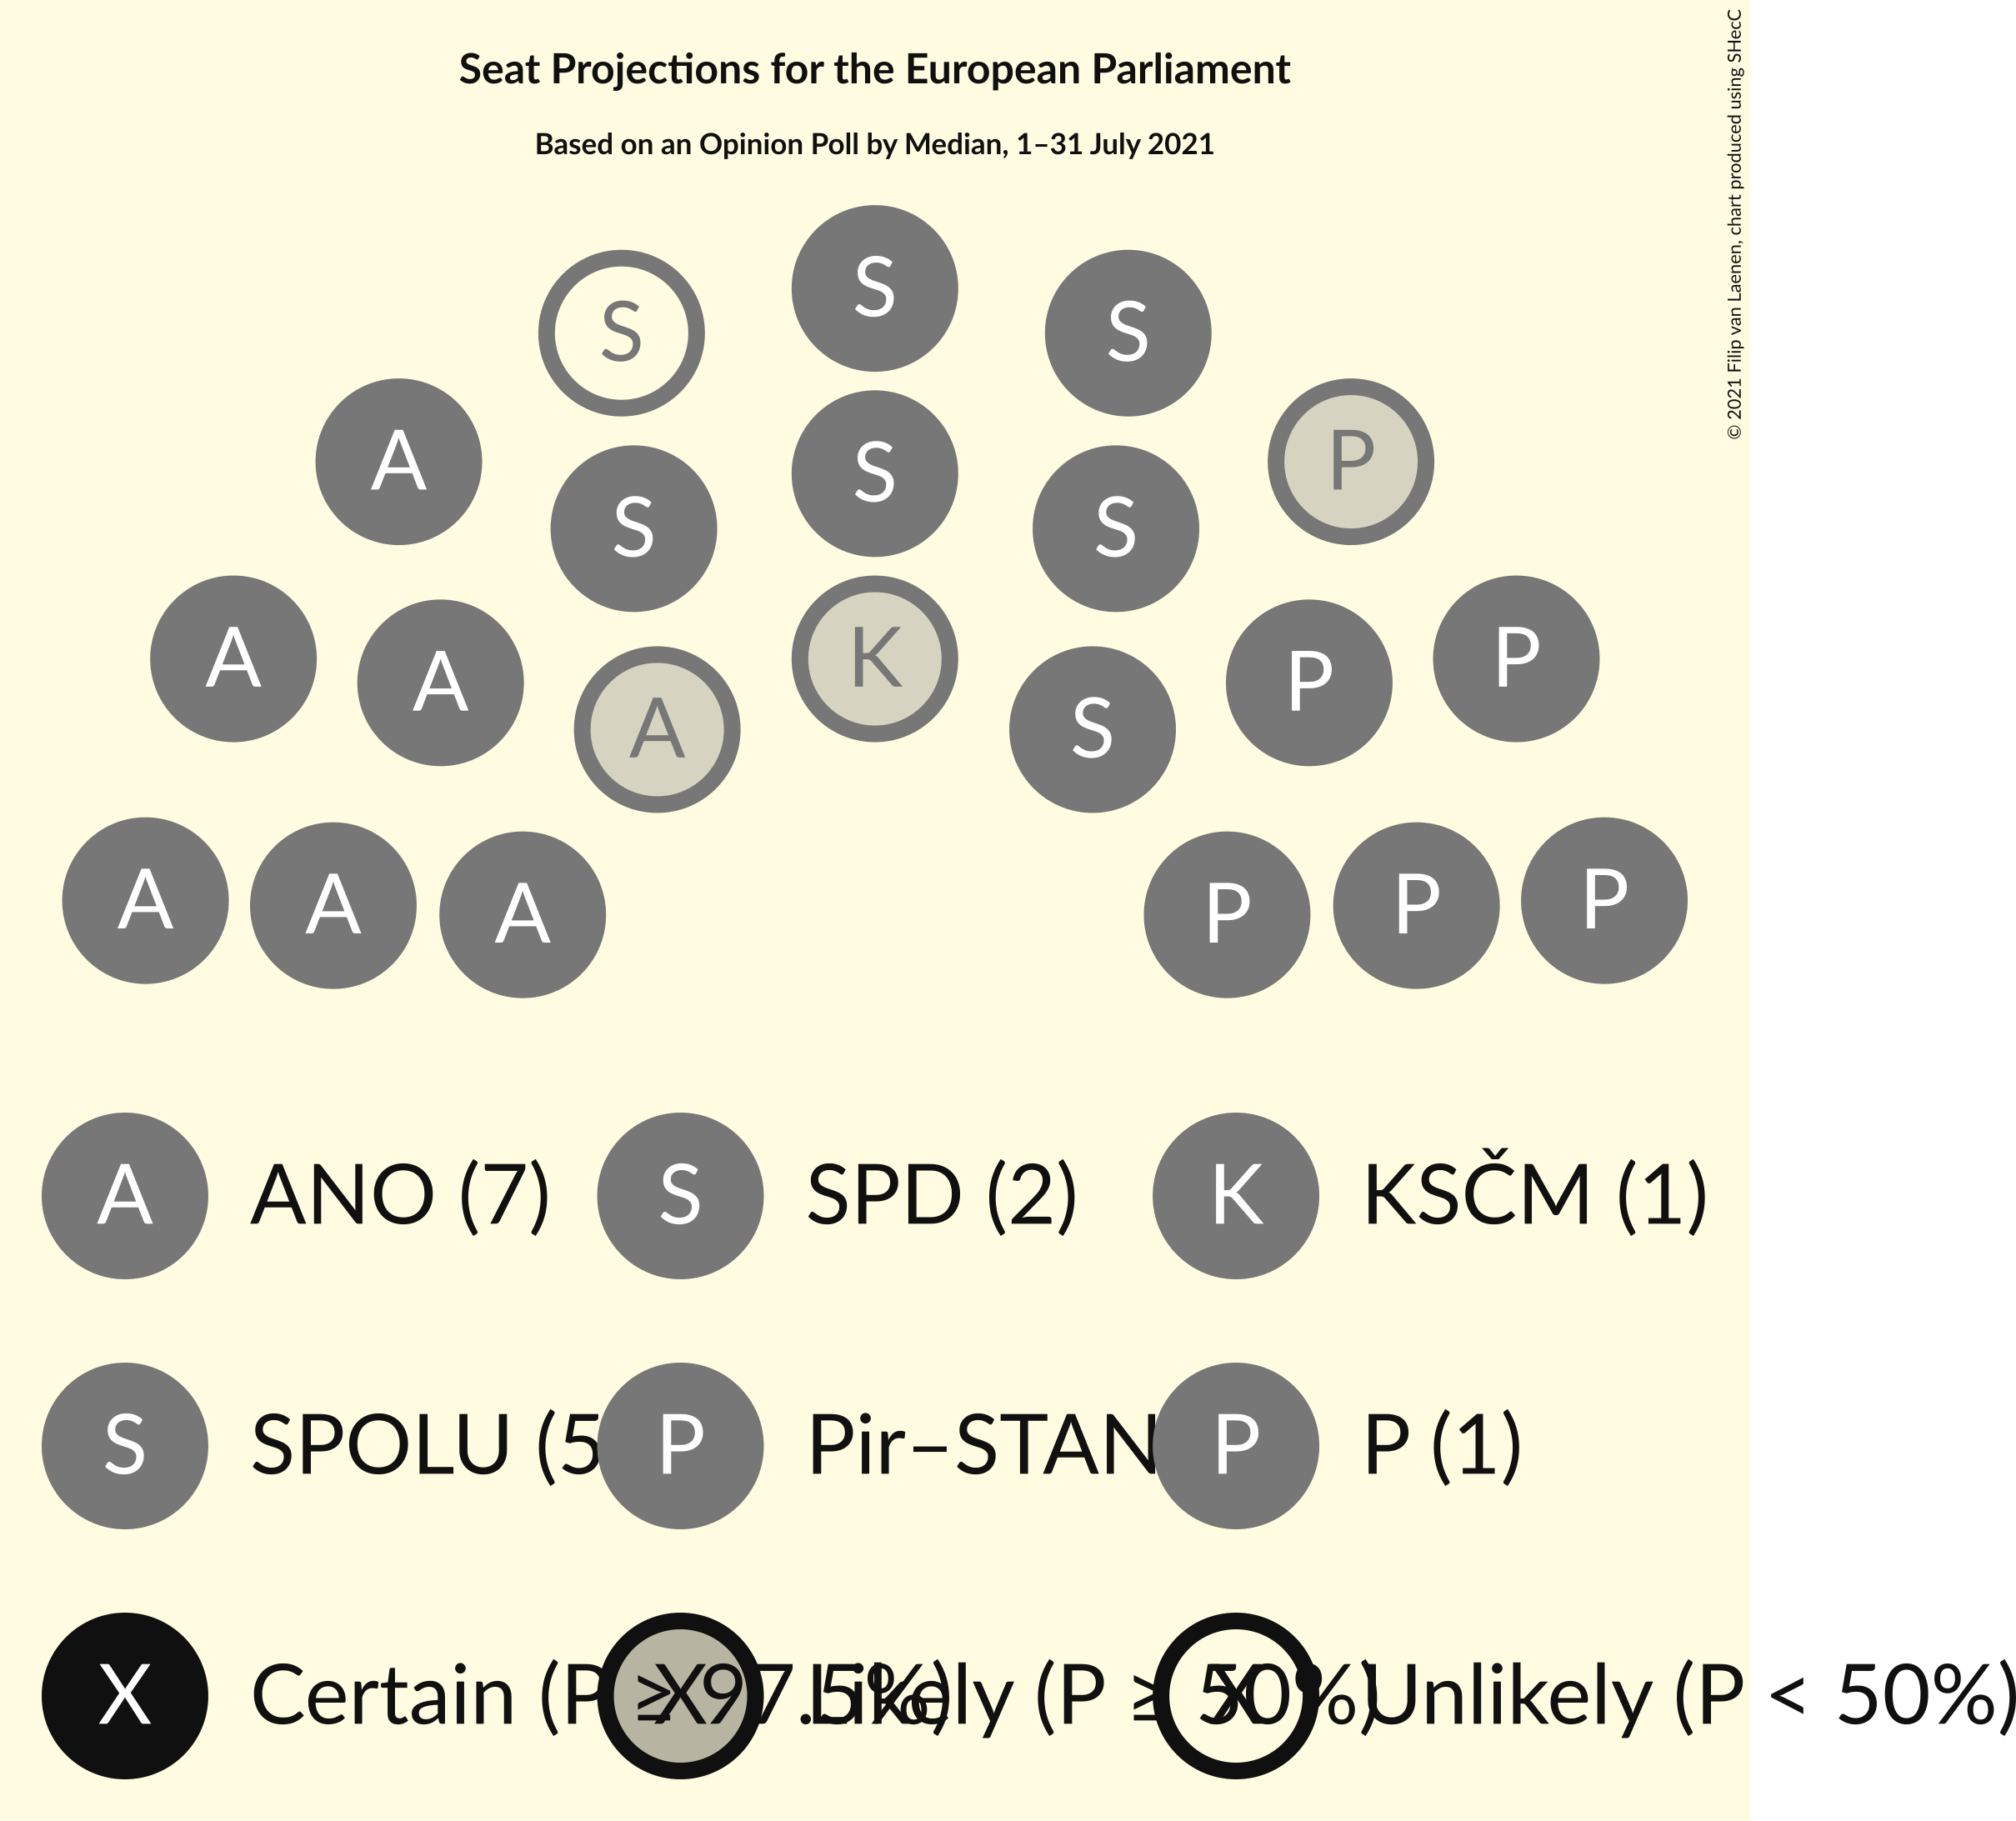 Seat Projections for the European Parliament
Based on an Opinion Poll by Median, 1–31 July 2021
© 2021 Filip van Laenen, chart produced using SHecC
S
S S
A S P
S S
A K P
A P
A S
A A P P
A P
A ANO (7) S SPD (2) K KSČM (1)
S SPOLU (5 P Pir–STAN P P (1)
X Certain (P ≥ 97.5%) X Likely (P ≥ 50%) X Unlikely (P < 50%)